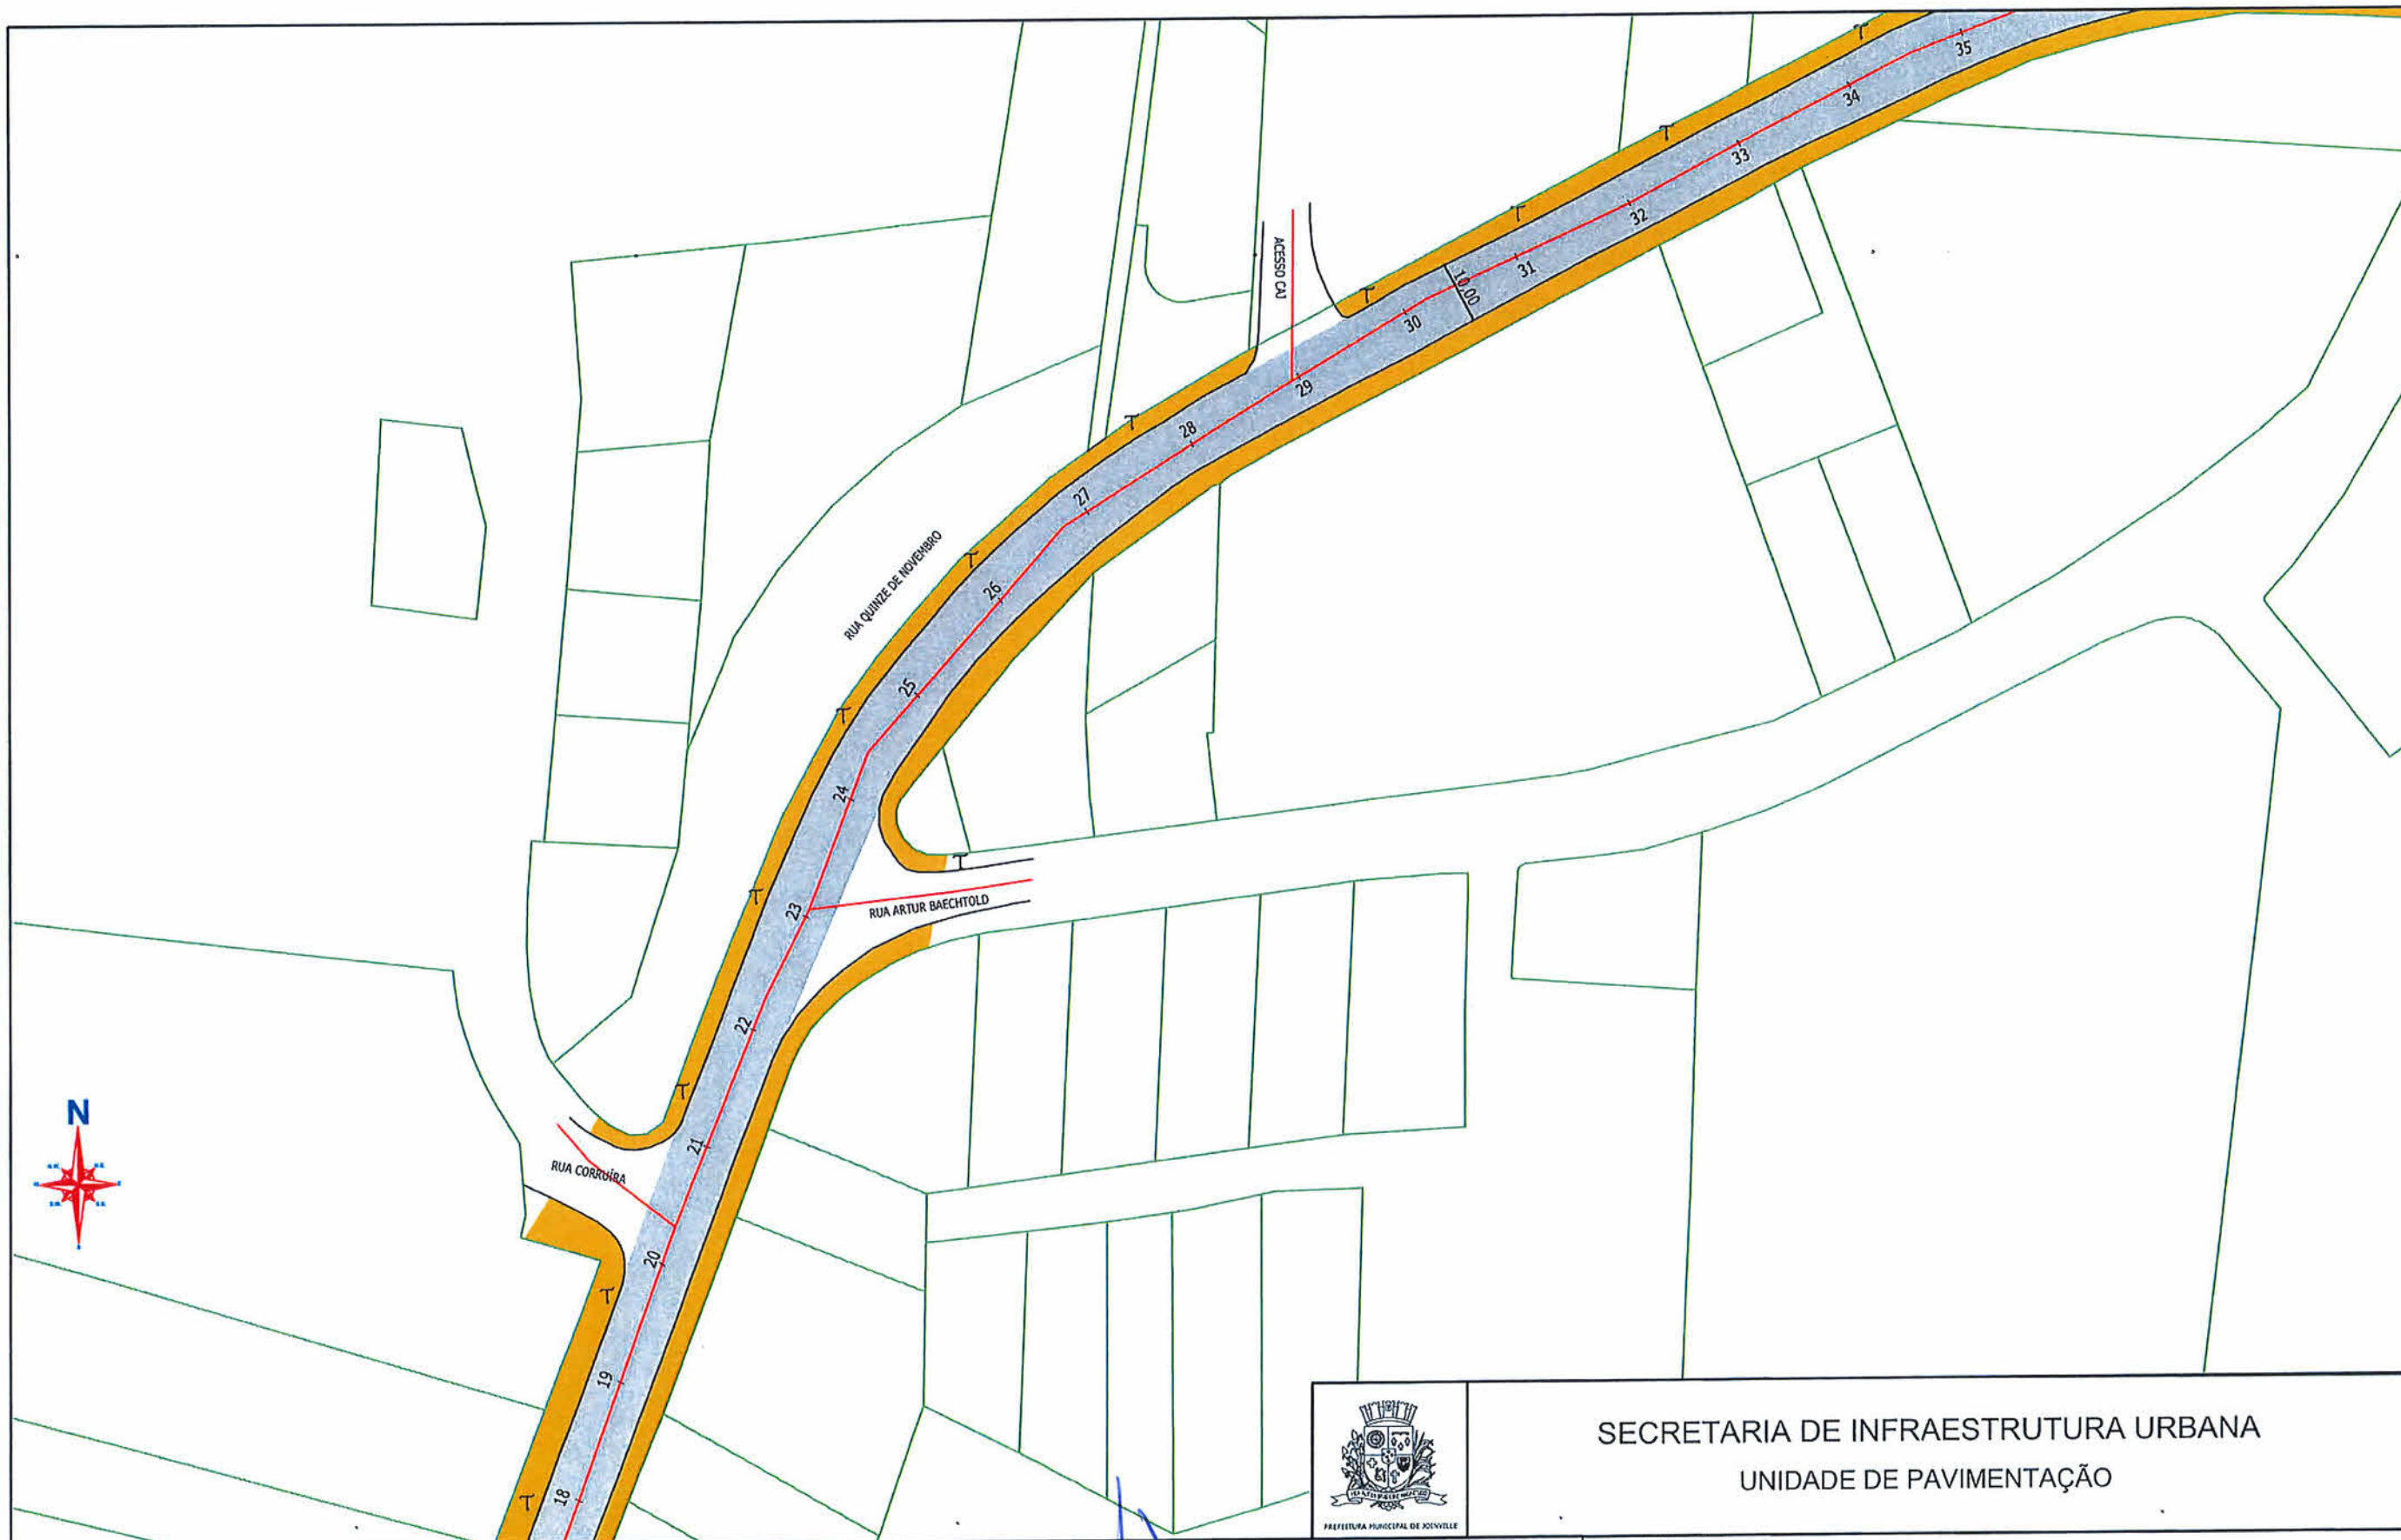 35
34
33
32
31
10,00
30
29
28
27
26
25
24
23
22
21
20
19
18
ACESSO CAJ
RUA QUINZE DE NOVEMBRO
RUA ARTUR BAECHTOLD
RUA CORRUÍRA
T
T
T
T
T
T
T
T
T
T
T
T
T
N
SECRETARIA DE INFRAESTRUTURA URBANA
UNIDADE DE PAVIMENTAÇÃO
PREFEITURA MUNICIPAL DE JOINVILLE